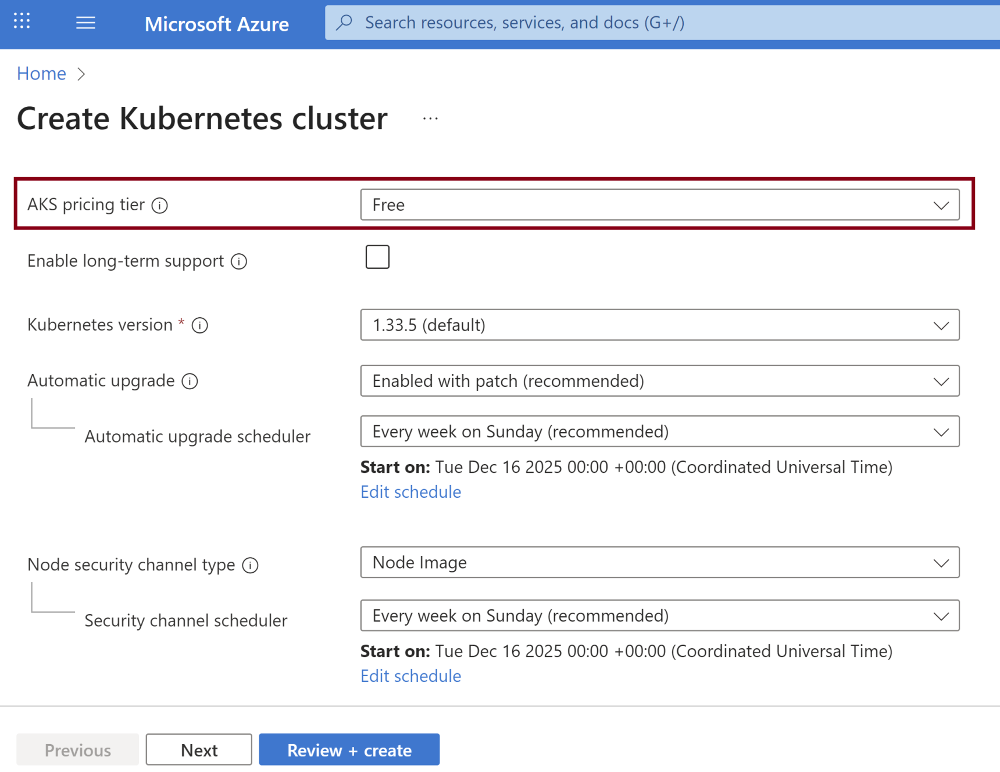 Microsoft Azure
Search resources, services, and docs (G+/)
Home
Create Kubernetes cluster ...
AKS pricing tier
Free
Enable long-term support
Kubernetes version *
1.33.5 (default)
Automatic upgrade
Enabled with patch (recommended)
Automatic upgrade scheduler
Every week on Sunday (recommended)
Start on: Tue Dec 16 2025 00:00 +00:00 (Coordinated Universal Time)
Edit schedule
Node security channel type
Node Image
Security channel scheduler
Every week on Sunday (recommended)
Start on: Tue Dec 16 2025 00:00 +00:00 (Coordinated Universal Time)
Edit schedule
Previous
Next
Review + create